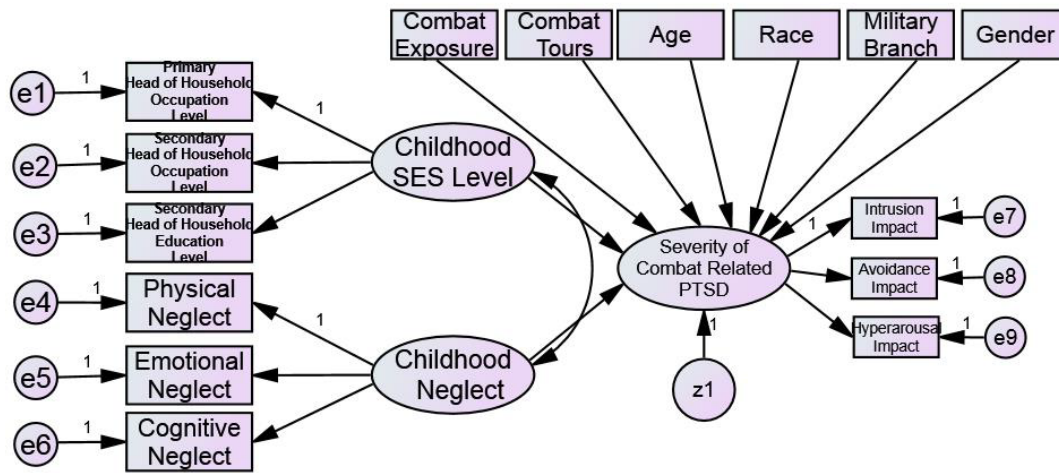 Combat
Exposure
Combat
Tours
Age
Race
Military
Branch
Gender
e1
1
Primary
Head of Household
Occupation
Level
1
e2
1
Secondary
Head of Household
Occupation
Level
Childhood
SES Level
e3
1
Secondary
Head of Household
Education
Level
e4
1
Physical
Neglect
1
e5
1
Emotional
Neglect
Childhood
Neglect
e6
1
Cognitive
Neglect
Severity of
Combat Related
PTSD
1
z1
1
Intrusion
Impact
1
e7
Avoidance
Impact
1
e8
Hyperarousal
Impact
1
e9